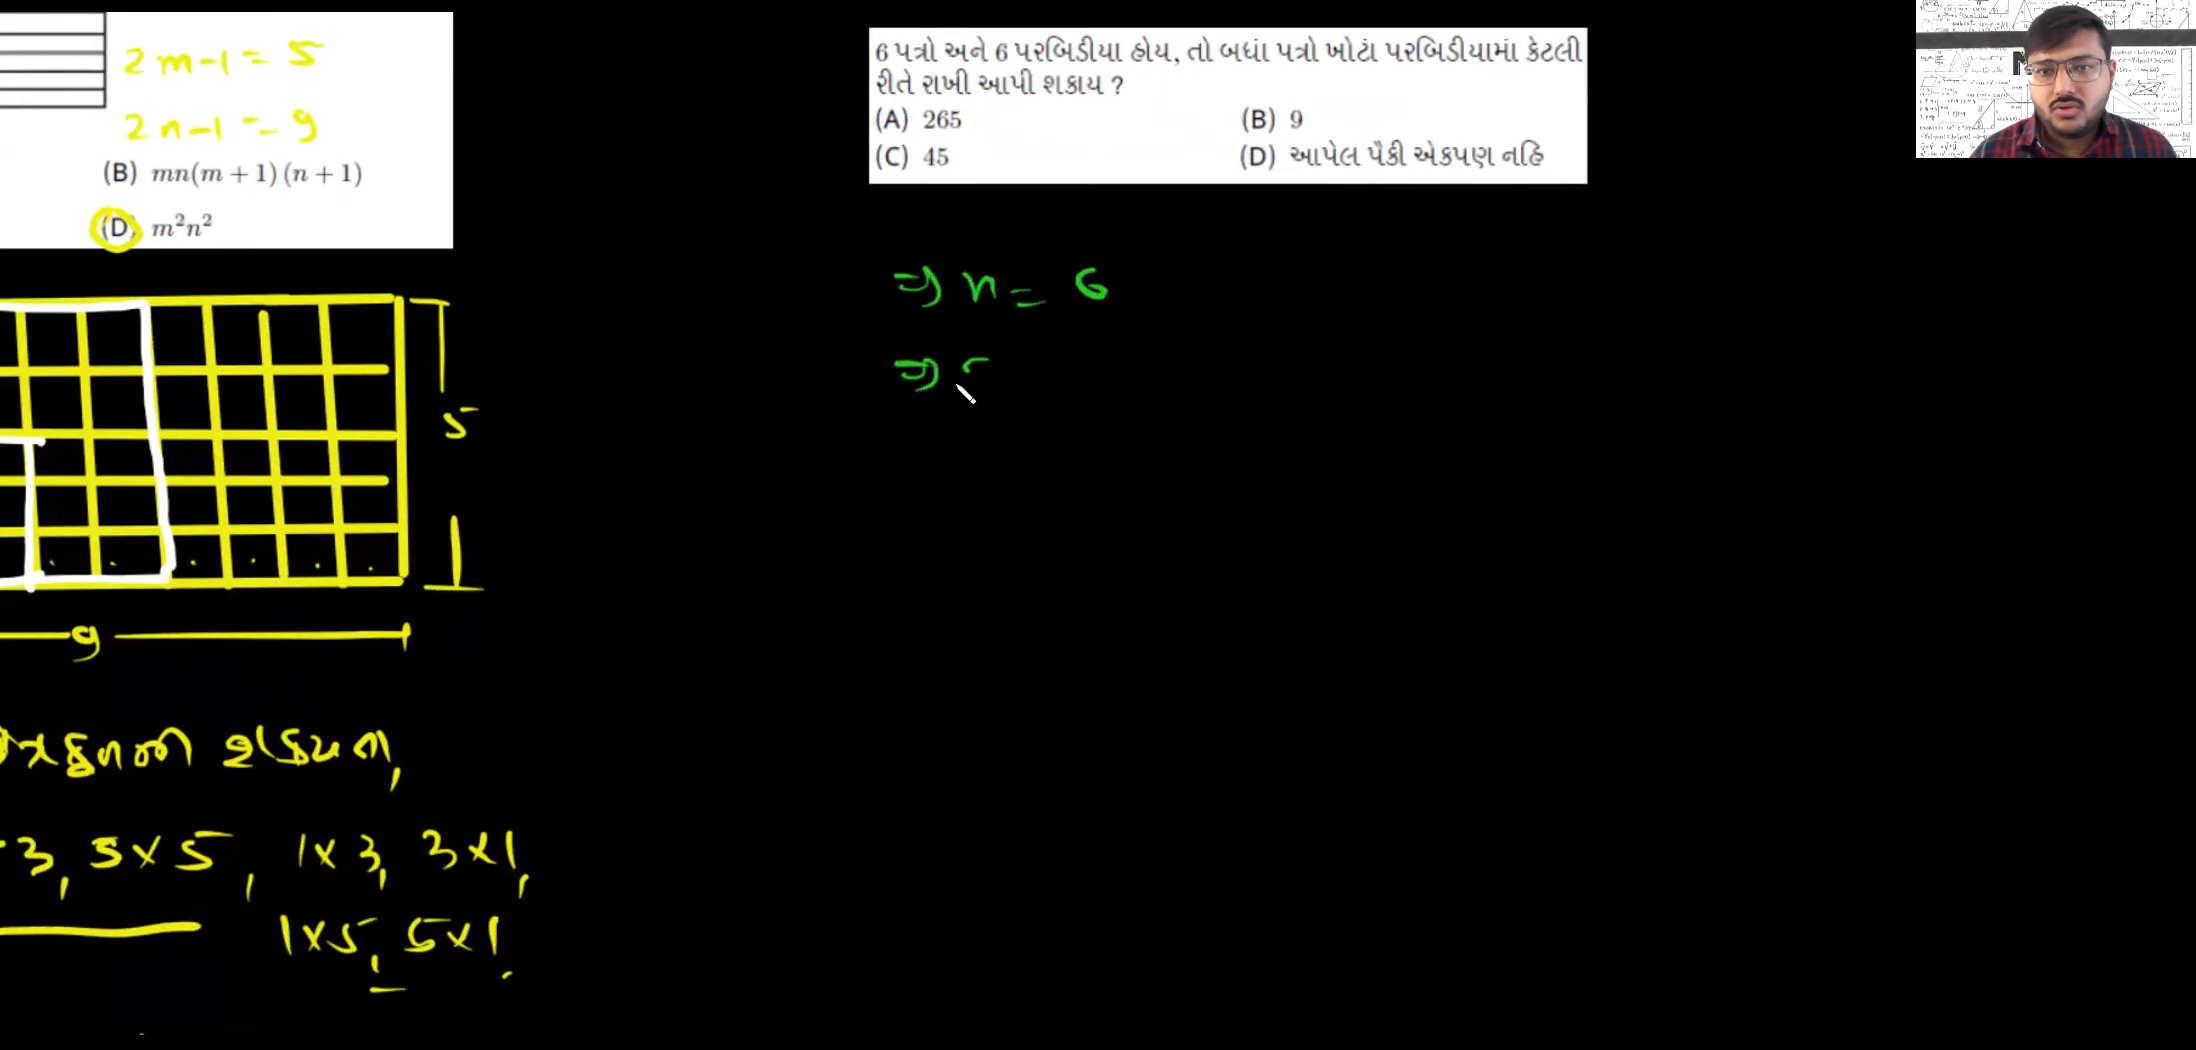 2m-1 = 5
2n-1 = 9
(B) mn(m + 1) (n + 1)
(D) m²n²
5
9
3, 5×5, 1×3, 3×1,
1×5, 5×1
6 પત્રો અને 6 પરબિડીયા હોય, તો બધાં પત્રો ખોટાં પરબિડીયામાં કેટલી
રીતે રાખી આપી શકાય ?
(A) 265 (B) 9
(C) 45 (D) આપેલ પૈકી એકપણ નહિ
⇒ n = 6
⇒